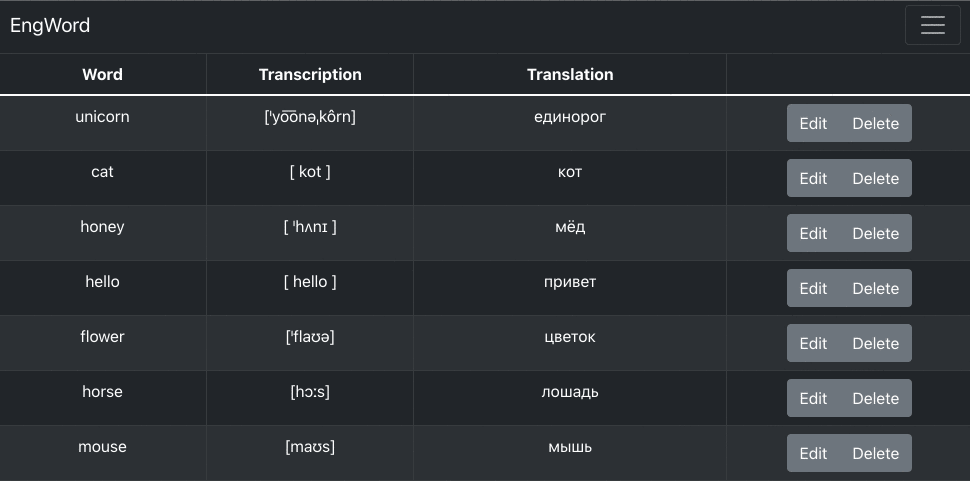 EngWord
Word Transcription Translation
unicorn [ˈyo͞onəˌkôrn] единорог Edit Delete
cat [ kot ] кот Edit Delete
honey [ ˈhʌnɪ ] мёд Edit Delete
hello [ hello ] привет Edit Delete
flower [ˈflaʊə] цветок Edit Delete
horse [hɔːs] лошадь Edit Delete
mouse [maʊs] мышь Edit Delete